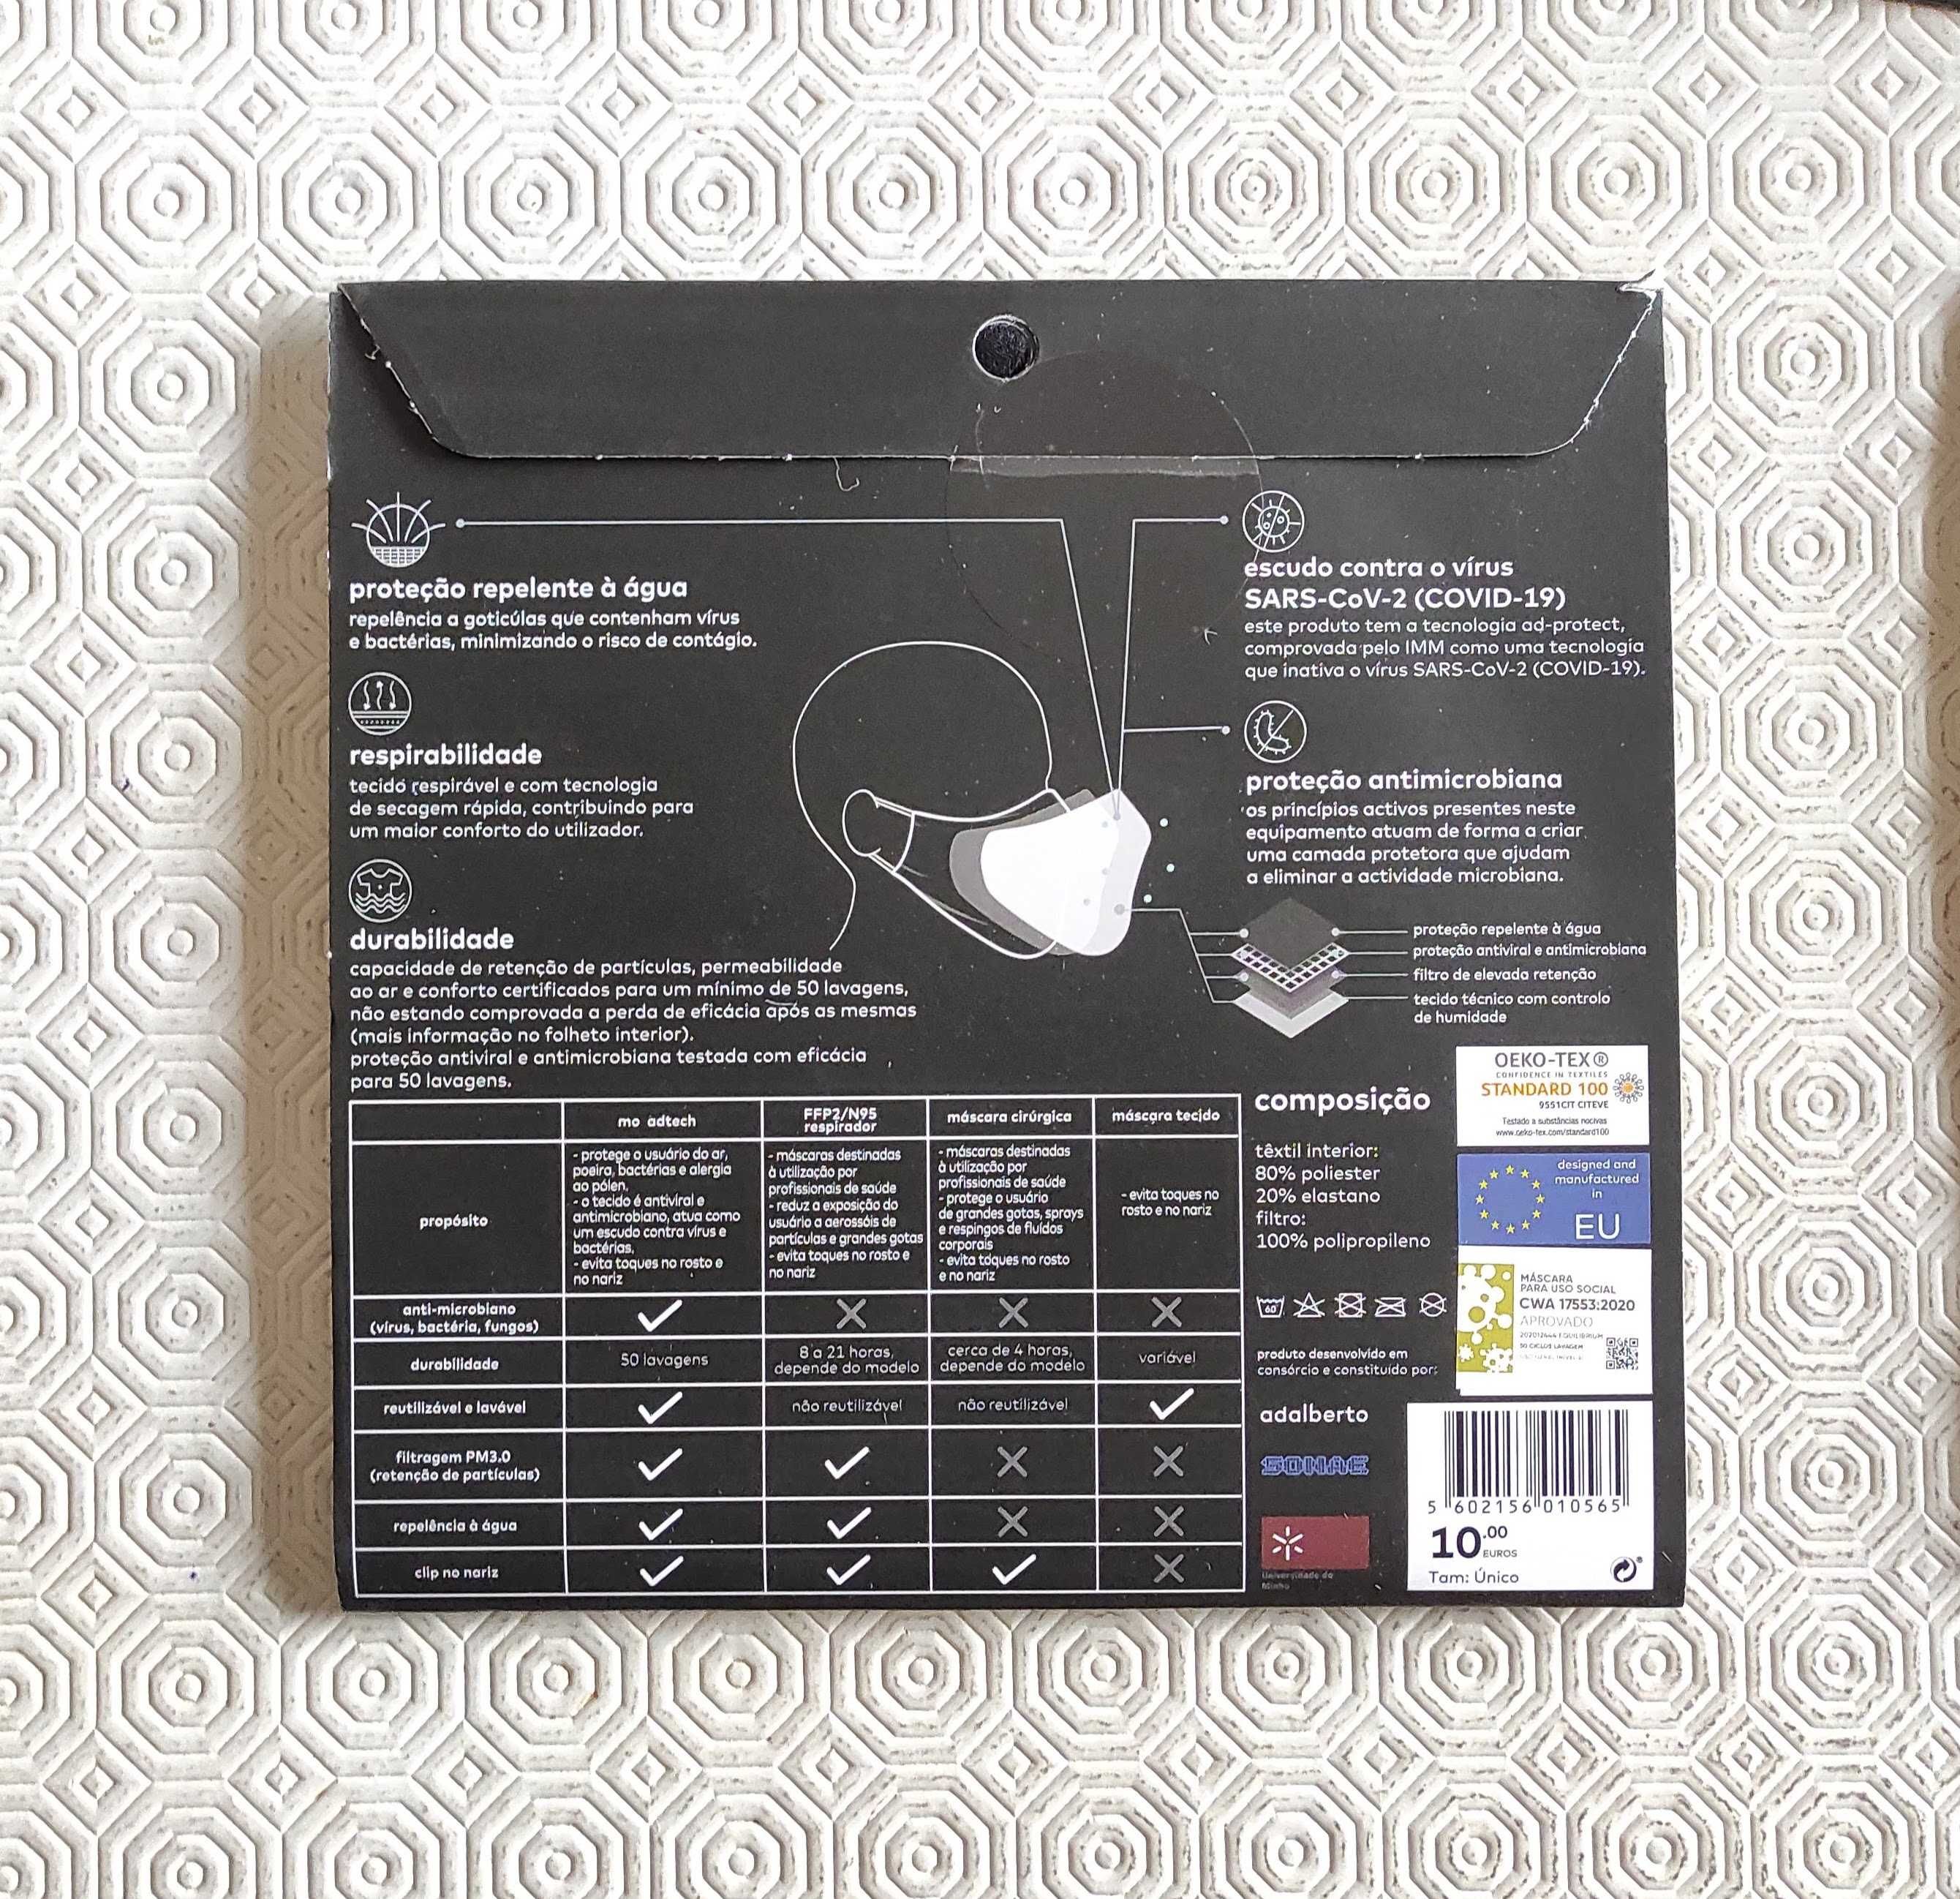 proteção repelente à água
repelência a goticúlas que contenham vírus
e bactérias, minimizando o risco de contágio.
respirabilidade
tecido respirável e com tecnologia
de secagem rápida, contribuindo para
um maior conforto do utilizador.
durabilidade
capacidade de retenção de partículas, permeabilidade
ao ar e conforto certificados para um mínimo de 50 lavagens,
não estando comprovada a perda de eficácia após as mesmas
(mais informação no folheto interior).
proteção antiviral e antimicrobiana testada com eficácia
para 50 lavagens.
escudo contra o vírus
SARS-CoV-2 (COVID-19)
este produto tem a tecnologia ad-protect,
comprovada pelo IMM como uma tecnologia
que inativa o vírus SARS-CoV-2 (COVID-19).
proteção antimicrobiana
os princípios activos presentes neste
equipamento atuam de forma a criar
uma camada protetora que ajudam
a eliminar a actividade microbiana.
proteção repelente à água
proteção antiviral e antimicrobiana
filtro de elevada retenção
tecido técnico com controlo
de humidade
mo adtech
FFP2/N95
respirador
máscara cirúrgica
máscara tecido
propósito
- protege o usuário do ar,
poeira, bactérias e alergia
ao pólen.
- o tecido é antiviral e
antimicrobiano, atua como
um escudo contra vírus e
bactérias.
- evita toques no rosto e
no nariz
- máscaras destinadas
à utilização por
profissionais de saúde
- reduz a exposição do
usuário a aerossóis de
partículas e grandes gotas
- evita toques no rosto e
no nariz
- máscaras destinadas
à utilização por
profissionais de saúde
- protege o usuário
de grandes gotas, sprays
e respingos de fluídos
corporais
- evita toques no rosto
e no nariz
- evita toques no
rosto e no nariz
anti-microbiano
(vírus, bactéria, fungos)
durabilidade
50 lavagens
8 a 21 horas,
depende do modelo
cerca de 4 horas,
depende do modelo
variável
reutilizável e lavável
não reutilizável
não reutilizável
filtragem PM3.0
(retenção de partículas)
repelência à água
clip no nariz
composição
têxtil interior:
80% poliester
20% elastano
filtro:
100% polipropileno
60
produto desenvolvido em
consórcio e constituído por:
adalberto
SONAE
Universidade do
Minho
OEKO-TEX®
CONFIDENCE IN TEXTILES
STANDARD 100
9551CIT CITEVE
Testado a substâncias nocivas
www.oeko-tex.com/standard100
designed and
manufactured
in
EU
MÁSCARA
PARA USO SOCIAL
CWA 17553:2020
APROVADO
50 CICLOS LAVAGEM
5 602156 010565
10.00
EUROS
Tam: Único